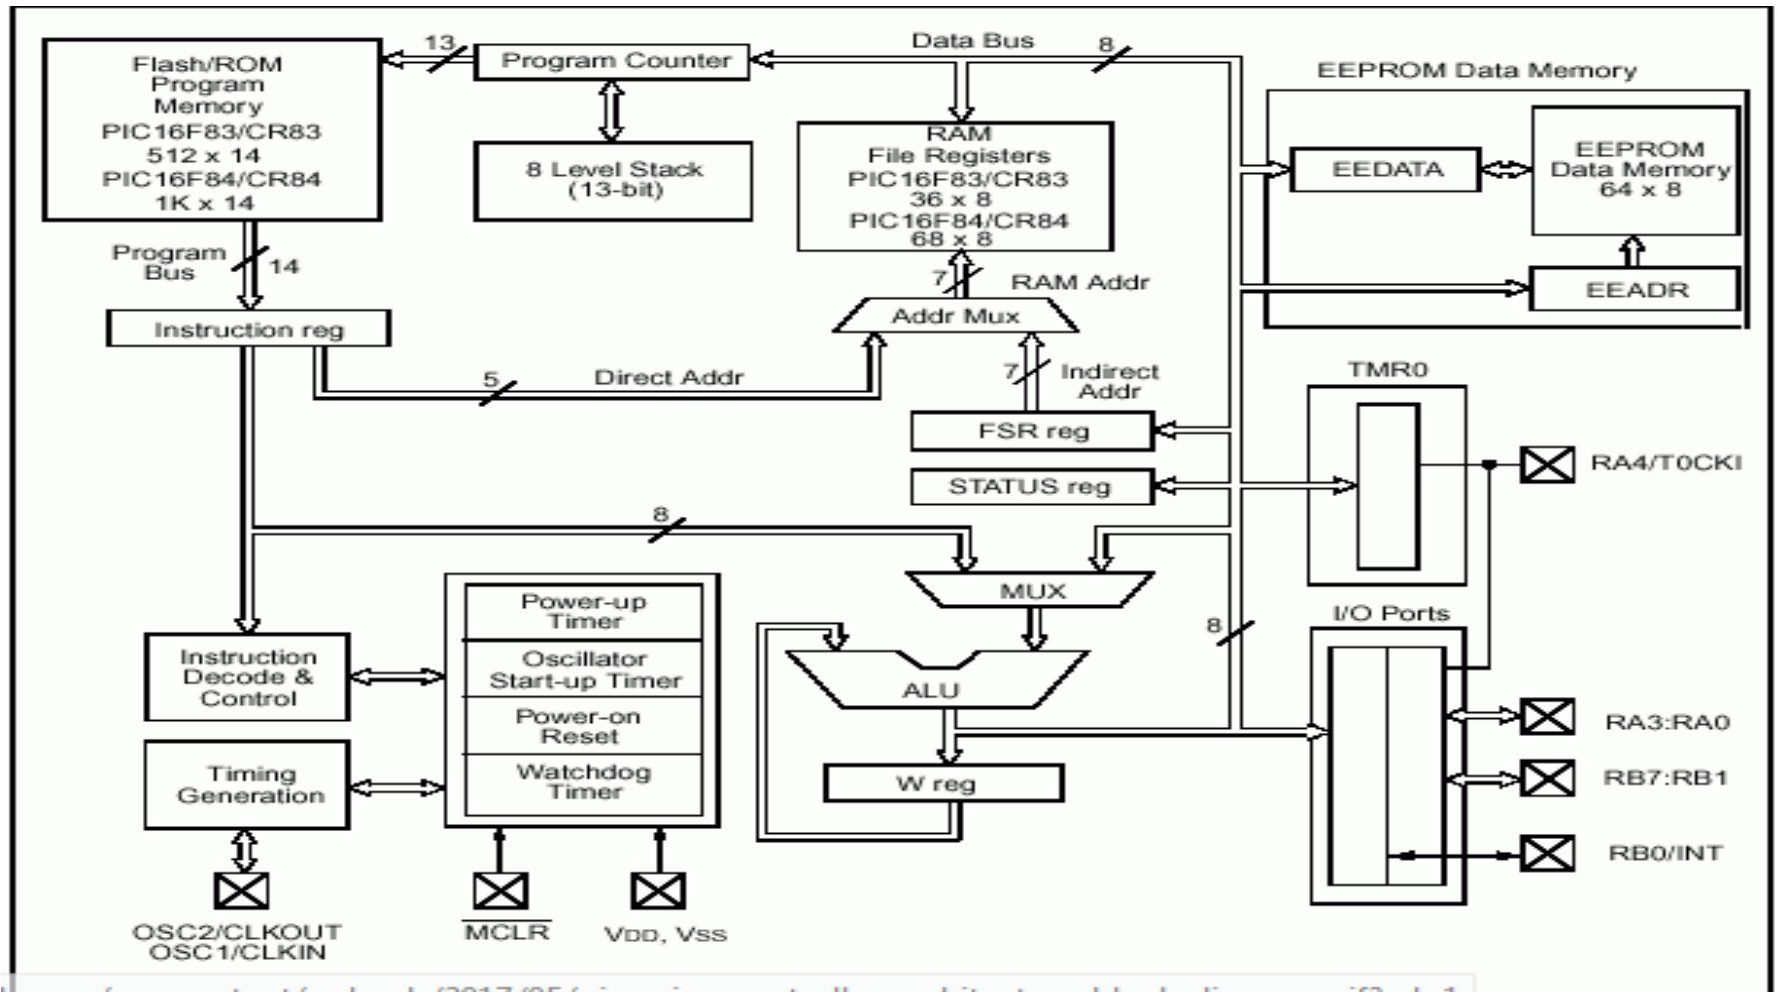 Flash/ROM
Program
Memory
PIC16F83/CR83
512 x 14
PIC16F84/CR84
1K x 14
13
Program Counter
Data Bus
8
8 Level Stack
(13-bit)
RAM
File Registers
PIC16F83/CR83
36 x 8
PIC16F84/CR84
68 x 8
EEPROM Data Memory
EEDATA
EEPROM
Data Memory
64 x 8
EEADR
Program
Bus
14
7
RAM Addr
Addr Mux
Instruction reg
5
Direct Addr
7
Indirect
Addr
FSR reg
STATUS reg
TMR0
RA4/T0CKI
8
MUX
8
I/O Ports
Power-up
Timer
Oscillator
Start-up Timer
Power-on
Reset
Watchdog
Timer
Instruction
Decode &
Control
Timing
Generation
ALU
W reg
RA3:RA0
RB7:RB1
RB0/INT
OSC2/CLKOUT
OSC1/CLKIN
MCLR
VDD, VSS